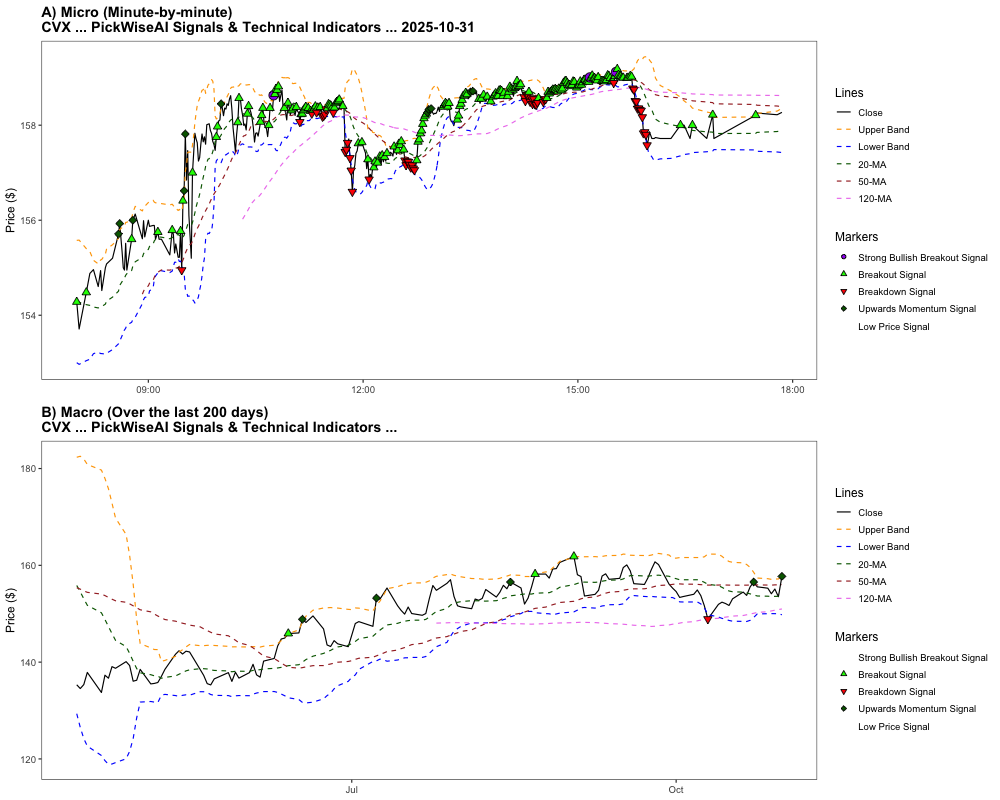 A) Micro (Minute-by-minute)
CVX ... PickWiseAI Signals & Technical Indicators ... 2025-10-31
Price ($)
158
156
154
09:00
12:00
15:00
18:00
Lines
Close
Upper Band
Lower Band
20-MA
50-MA
120-MA
Markers
Strong Bullish Breakout Signal
Breakout Signal
Breakdown Signal
Upwards Momentum Signal
Low Price Signal
B) Macro (Over the last 200 days)
CVX ... PickWiseAI Signals & Technical Indicators ...
Price ($)
180
160
140
120
Jul
Oct
Lines
Close
Upper Band
Lower Band
20-MA
50-MA
120-MA
Markers
Strong Bullish Breakout Signal
Breakout Signal
Breakdown Signal
Upwards Momentum Signal
Low Price Signal